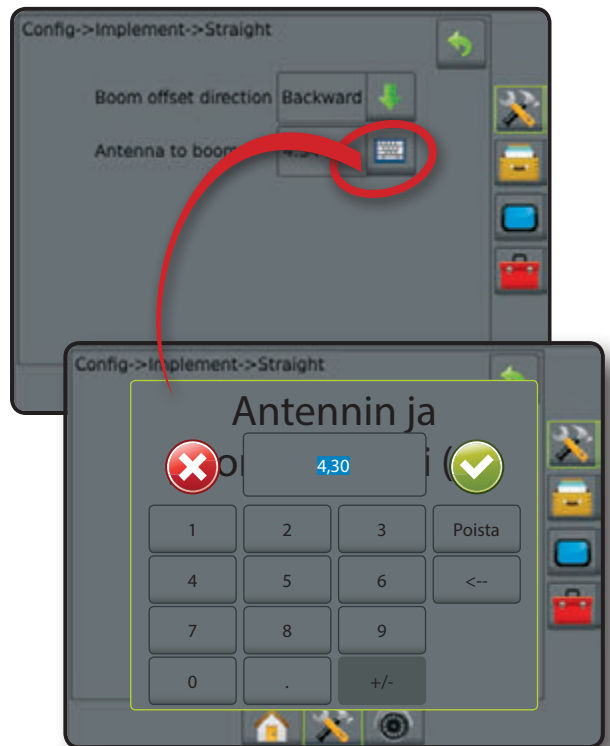 Config->Implement->Straight
Boom offset direction Backward
Antenna to boom
Config->Implement->Straight
Antennin ja
4,30
1 2 3 Poista
4 5 6 <--
7 8 9
0 . +/-